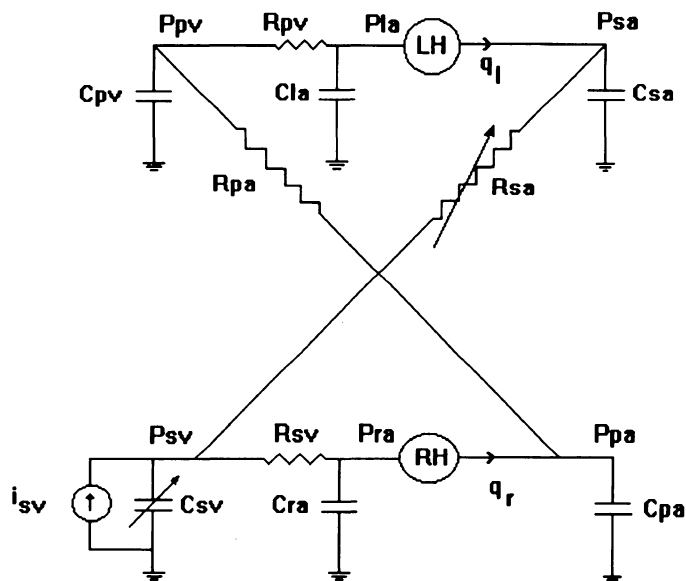 Ppv Rpv Pla LH Psa
ql
Cpv Cla Csa
Rpa Rsa
Psv Rsv Pra RH Ppa
isv Csv Cra qr Cpa